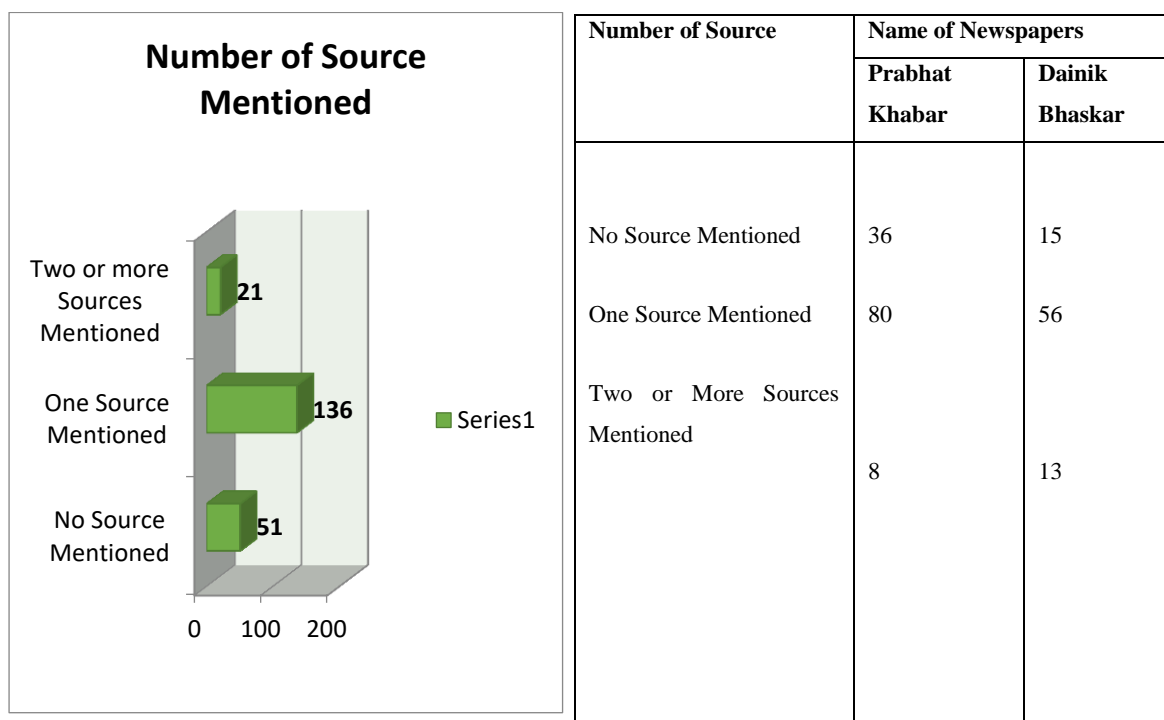 Number of Source
Mentioned
Two or more
Sources
Mentioned
21
One Source
Mentioned
136
No Source
Mentioned
51
0 100 200
Series1
Number of Source Name of Newspapers
Prabhat Dainik
Khabar Bhaskar
No Source Mentioned 36 15
One Source Mentioned 80 56
Two or More Sources
Mentioned
8 13